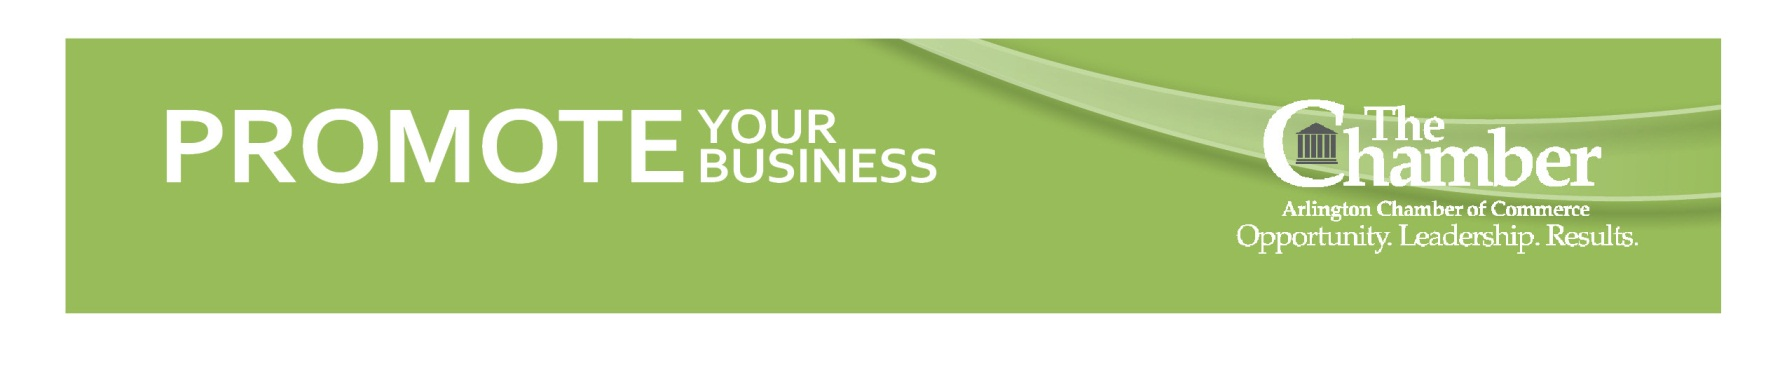 PROMOTE YOUR
BUSINESS
The
Chamber
Arlington Chamber of Commerce
Opportunity. Leadership. Results.